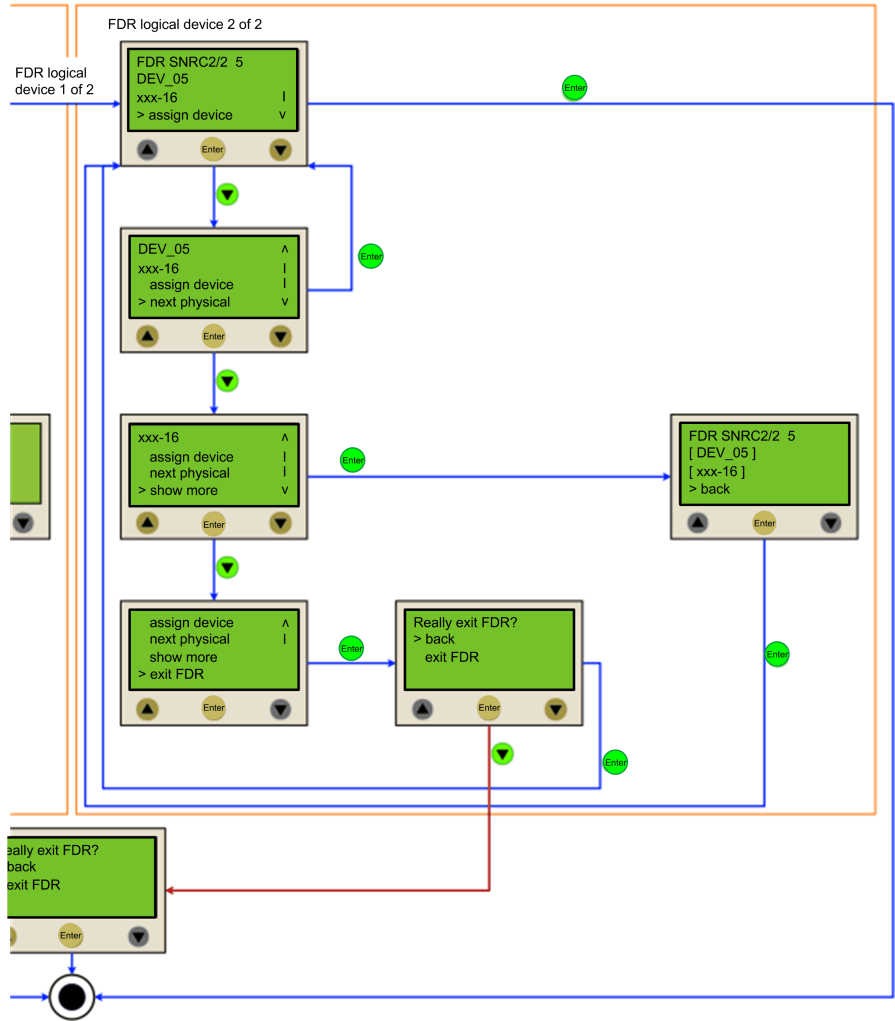 FDR logical device 2 of 2
FDR logical
device 1 of 2
FDR SNRC2/2 5
DEV_05
xxx-16 |
> assign device v
Enter
Enter
DEV_05 ^
xxx-16 |
assign device |
> next physical v
Enter
Enter
xxx-16 ^
assign device |
next physical |
> show more v
Enter
Enter
FDR SNRC2/2 5
[ DEV_05 ]
[ xxx-16 ]
> back
Enter
assign device ^
next physical |
show more
> exit FDR
Enter
Enter
Really exit FDR?
> back
exit FDR
Enter
Enter
Enter
eally exit FDR?
back
exit FDR
Enter